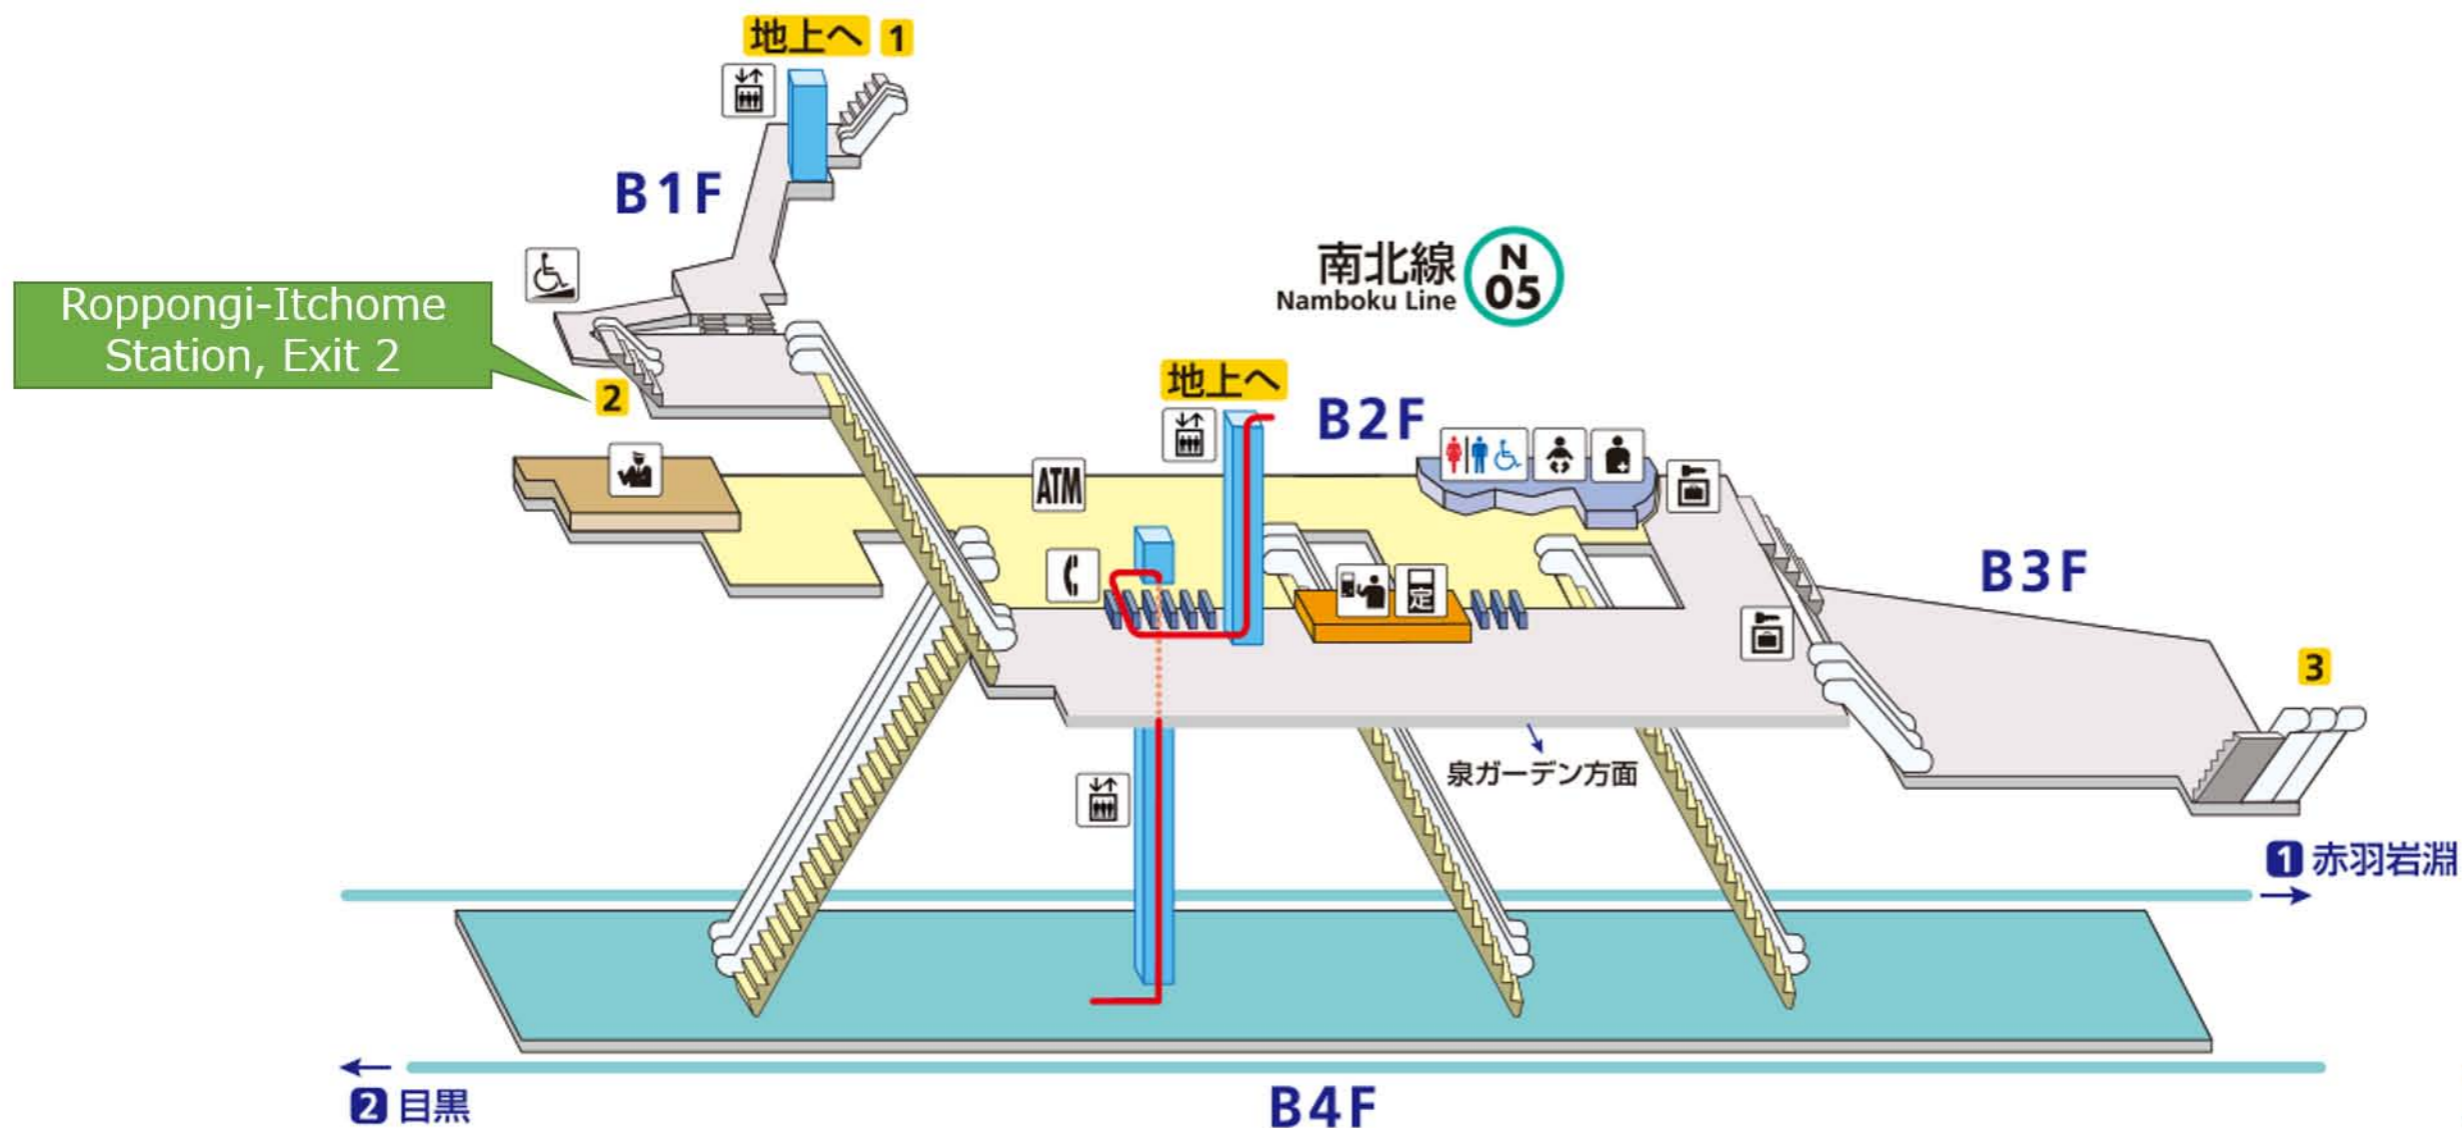 地上へ 1
B1F
Roppongi-Itchome
Station, Exit 2
2
南北線
Namboku Line
N
05
地上へ
B2F
ATM
定
B3F
3
泉ガーデン方面
1 赤羽岩淵
2 目黒
B4F